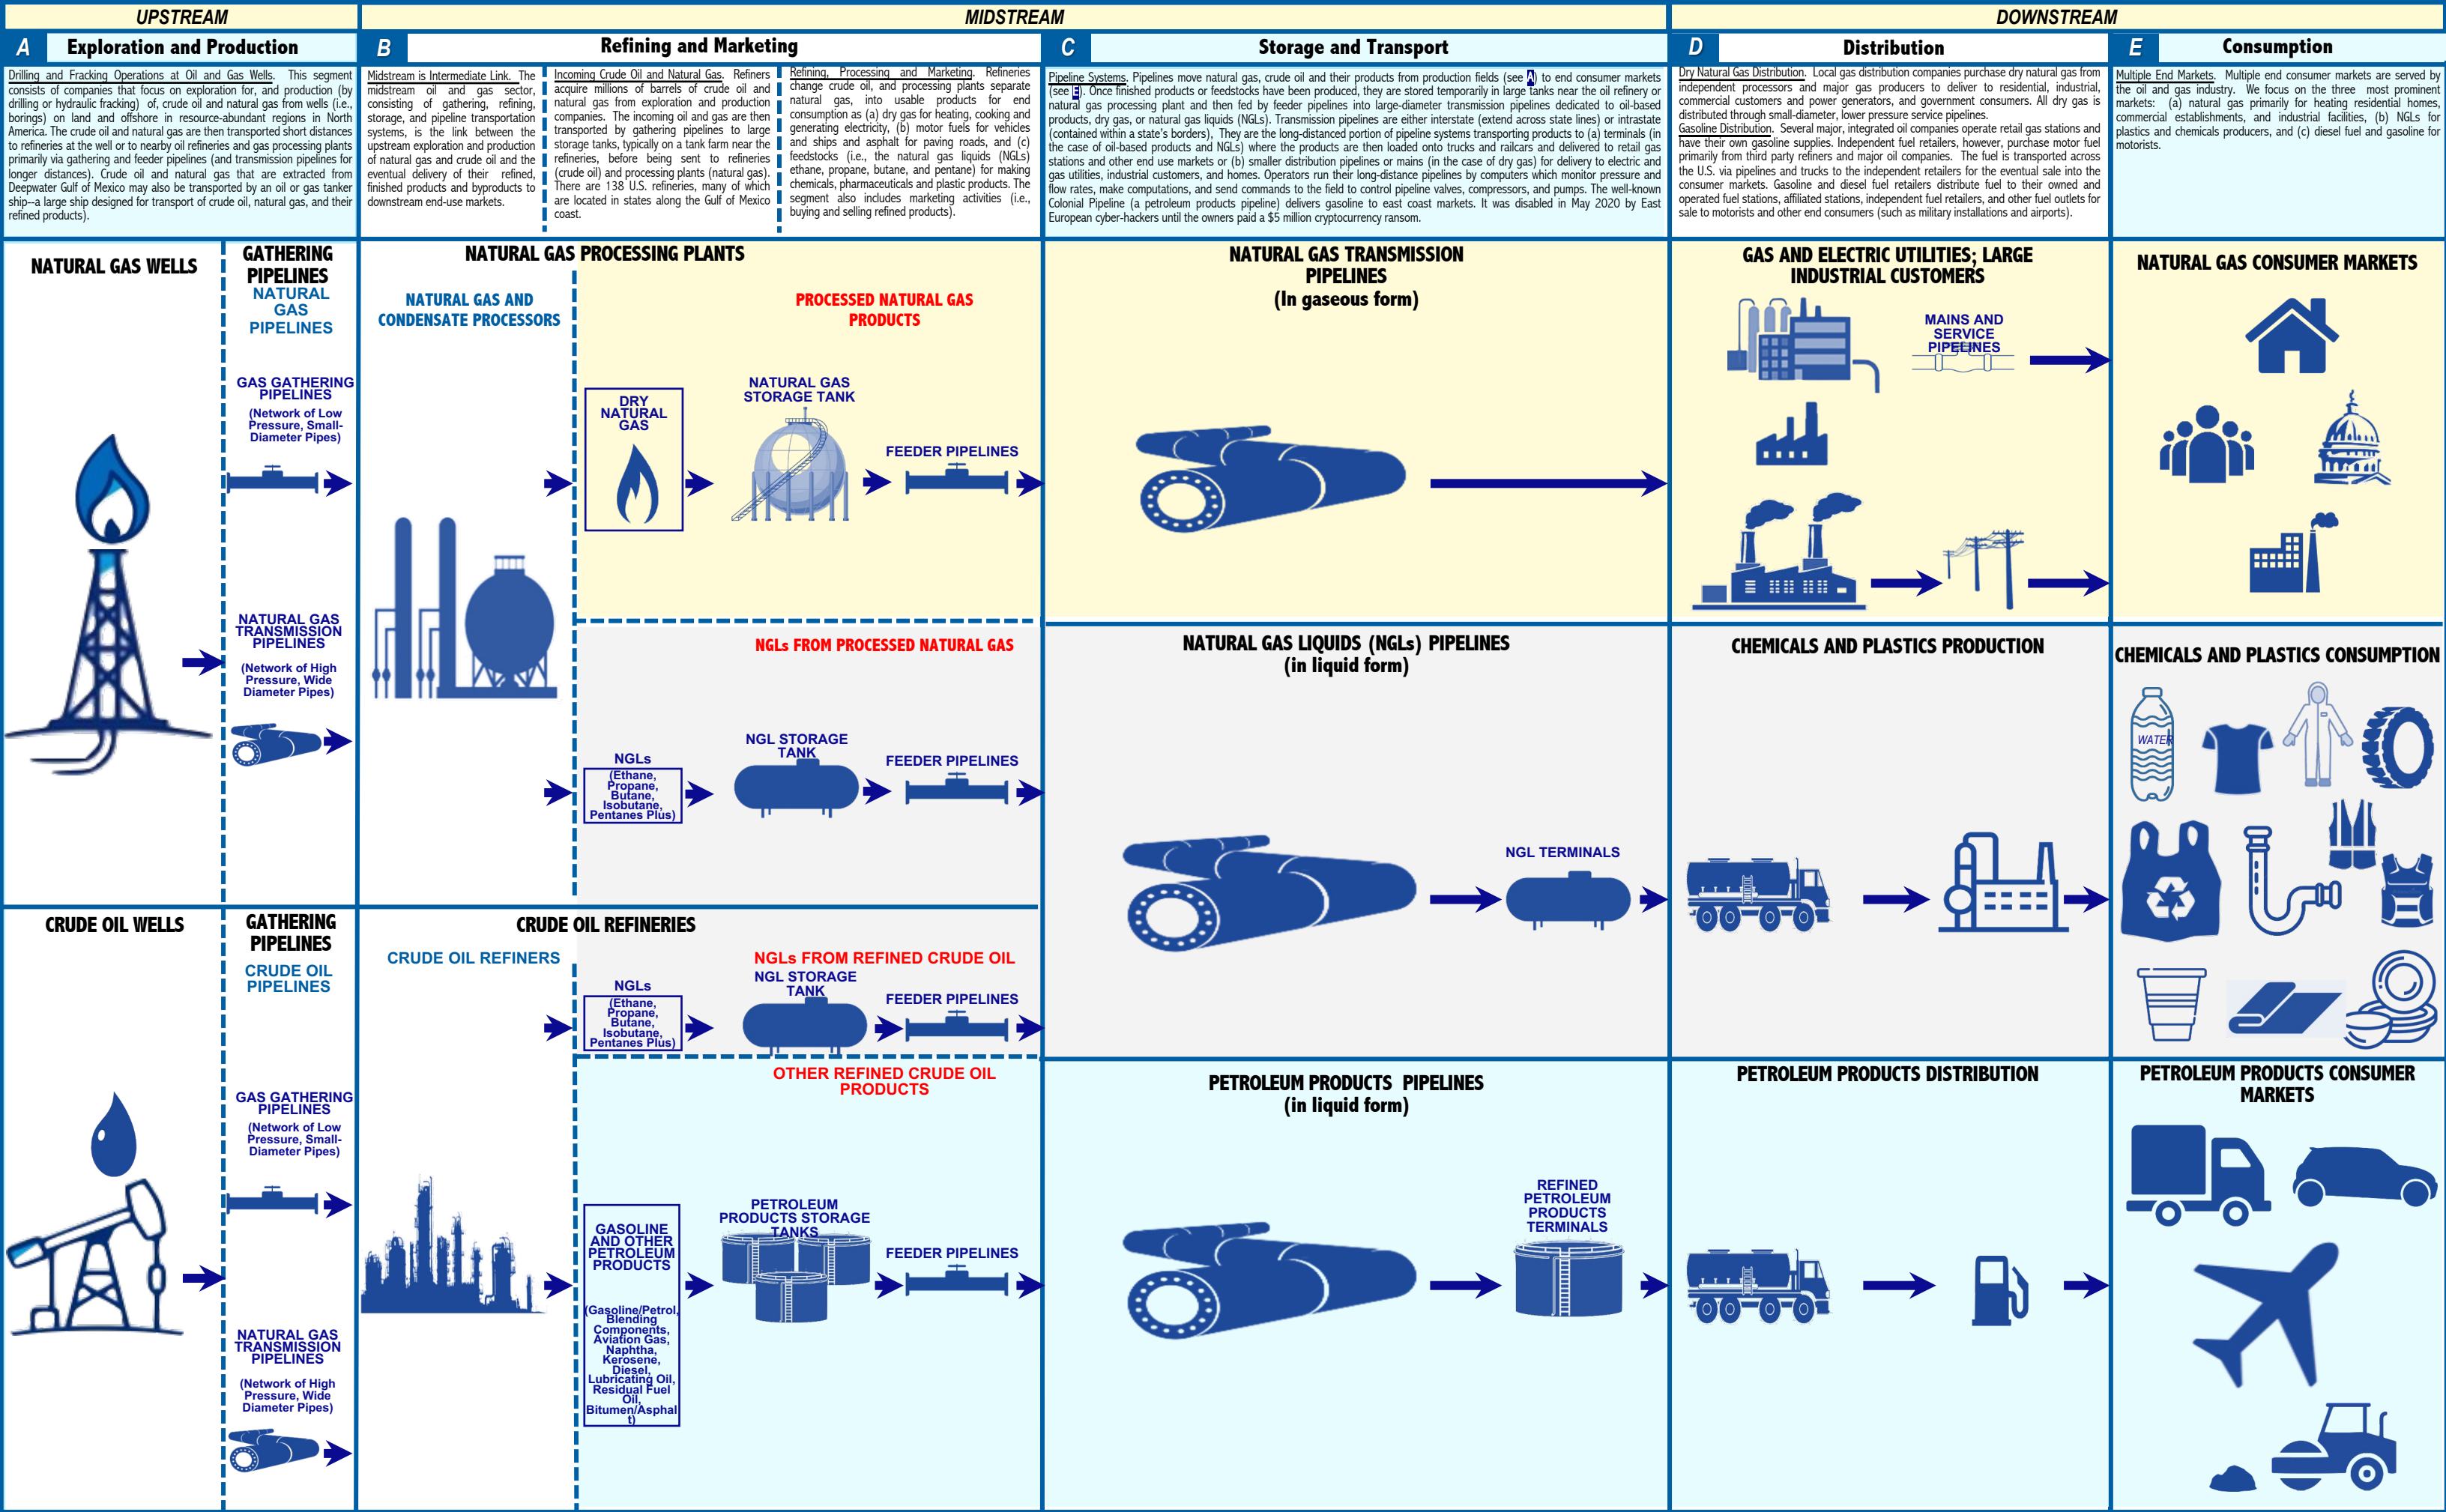 UPSTREAM
MIDSTREAM
DOWNSTREAM
A
Exploration and Production
B
Refining and Marketing
C
Storage and Transport
D
Distribution
E
Consumption
Drilling and Fracking Operations at Oil and Gas Wells. This segment
consists of companies that focus on exploration for, and production (by
drilling or hydraulic fracking) of, crude oil and natural gas from wells (i.e.,
borings) on land and offshore in resource-abundant regions in North
America. The crude oil and natural gas are then transported short distances
to refineries at the well or to nearby oil refineries and gas processing plants
primarily via gathering and feeder pipelines (and transmission pipelines for
longer distances). Crude oil and natural gas that are extracted from
Deepwater Gulf of Mexico may also be transported by an oil or gas tanker
ship--a large ship designed for transport of crude oil, natural gas, and their
refined products).
Midstream is Intermediate Link. The
midstream oil and gas sector,
consisting of gathering, refining,
storage, and pipeline transportation
systems, is the link between the
upstream exploration and production
of natural gas and crude oil and the
eventual delivery of their refined,
finished products and byproducts to
downstream end-use markets.
Incoming Crude Oil and Natural Gas. Refiners
acquire millions of barrels of crude oil and
natural gas from exploration and production
companies. The incoming oil and gas are then
transported by gathering pipelines to large
storage tanks, typically on a tank farm near the
refineries, before being sent to refineries
(crude oil) and processing plants (natural gas).
There are 138 U.S. refineries, many of which
are located in states along the Gulf of Mexico
coast.
Refining, Processing and Marketing. Refineries
change crude oil, and processing plants separate
natural gas, into usable products for end
consumption as (a) dry gas for heating, cooking and
generating electricity, (b) motor fuels for vehicles
and ships and asphalt for paving roads, and (c)
feedstocks (i.e., the natural gas liquids (NGLs)
ethane, propane, butane, and pentane) for making
chemicals, pharmaceuticals and plastic products. The
segment also includes marketing activities (i.e.,
buying and selling refined products).
Pipeline Systems. Pipelines move natural gas, crude oil and their products from production fields (see A) to end consumer markets
(see E). Once finished products or feedstocks have been produced, they are stored temporarily in large tanks near the oil refinery or
natural gas processing plant and then fed by feeder pipelines into large-diameter transmission pipelines dedicated to oil-based
products, dry gas, or natural gas liquids (NGLs). Transmission pipelines are either interstate (extend across state lines) or intrastate
(contained within a state's borders), They are the long-distanced portion of pipeline systems transporting products to (a) terminals (in
the case of oil-based products and NGLs) where the products are then loaded onto trucks and railcars and delivered to retail gas
stations and other end use markets or (b) smaller distribution pipelines or mains (in the case of dry gas) for delivery to electric and
gas utilities, industrial customers, and homes. Operators run their long-distance pipelines by computers which monitor pressure and
flow rates, make computations, and send commands to the field to control pipeline valves, compressors, and pumps. The well-known
Colonial Pipeline (a petroleum products pipeline) delivers gasoline to east coast markets. It was disabled in May 2020 by East
European cyber-hackers until the owners paid a $5 million cryptocurrency ransom.
Dry Natural Gas Distribution. Local gas distribution companies purchase dry natural gas from
independent processors and major gas producers to deliver to residential, industrial,
commercial customers and power generators, and government consumers. All dry gas is
distributed through small-diameter, lower pressure service pipelines.
Gasoline Distribution. Several major, integrated oil companies operate retail gas stations and
have their own gasoline supplies. Independent fuel retailers, however, purchase motor fuel
primarily from third party refiners and major oil companies. The fuel is transported across
the U.S. via pipelines and trucks to the independent retailers for the eventual sale into the
consumer markets. Gasoline and diesel fuel retailers distribute fuel to their owned and
operated fuel stations, affiliated stations, independent fuel retailers, and other fuel outlets for
sale to motorists and other end consumers (such as military installations and airports).
Multiple End Markets. Multiple end consumer markets are served by
the oil and gas industry. We focus on the three most prominent
markets: (a) natural gas primarily for heating residential homes,
commercial establishments, and industrial facilities, (b) NGLs for
plastics and chemicals producers, and (c) diesel fuel and gasoline for
motorists.
NATURAL GAS WELLS
GATHERING
PIPELINES
NATURAL
GAS
PIPELINES
GAS GATHERING
PIPELINES
(Network of Low
Pressure, Small-
Diameter Pipes)
NATURAL GAS
TRANSMISSION
PIPELINES
(Network of High
Pressure, Wide
Diameter Pipes)
NATURAL GAS PROCESSING PLANTS
NATURAL GAS AND
CONDENSATE PROCESSORS
PROCESSED NATURAL GAS
PRODUCTS
DRY
NATURAL
GAS
NATURAL GAS
STORAGE TANK
FEEDER PIPELINES
NGLs FROM PROCESSED NATURAL GAS
NGLs
(Ethane,
Propane,
Butane,
Isobutane,
Pentanes Plus)
NGL STORAGE
TANK
FEEDER PIPELINES
NATURAL GAS TRANSMISSION
PIPELINES
(In gaseous form)
GAS AND ELECTRIC UTILITIES; LARGE
INDUSTRIAL CUSTOMERS
MAINS AND
SERVICE
PIPELINES
NATURAL GAS CONSUMER MARKETS
NATURAL GAS LIQUIDS (NGLs) PIPELINES
(in liquid form)
NGL TERMINALS
CHEMICALS AND PLASTICS PRODUCTION
CHEMICALS AND PLASTICS CONSUMPTION
WATER
CRUDE OIL WELLS
GATHERING
PIPELINES
CRUDE OIL
PIPELINES
GAS GATHERING
PIPELINES
(Network of Low
Pressure, Small-
Diameter Pipes)
NATURAL GAS
TRANSMISSION
PIPELINES
(Network of High
Pressure, Wide
Diameter Pipes)
CRUDE OIL REFINERIES
CRUDE OIL REFINERS
NGLs FROM REFINED CRUDE OIL
NGLs
(Ethane,
Propane,
Butane,
Isobutane,
Pentanes Plus)
NGL STORAGE
TANK
FEEDER PIPELINES
OTHER REFINED CRUDE OIL
PRODUCTS
GASOLINE
AND OTHER
PETROLEUM
PRODUCTS
(Gasoline/Petrol,
Blending
Components,
Aviation Gas,
Naphtha,
Kerosene,
Diesel,
Lubricating Oil,
Residual Fuel
Oil,
Bitumen/Asphal
t)
PETROLEUM
PRODUCTS STORAGE
TANKS
FEEDER PIPELINES
PETROLEUM PRODUCTS PIPELINES
(in liquid form)
REFINED
PETROLEUM
PRODUCTS
TERMINALS
PETROLEUM PRODUCTS DISTRIBUTION
PETROLEUM PRODUCTS CONSUMER
MARKETS